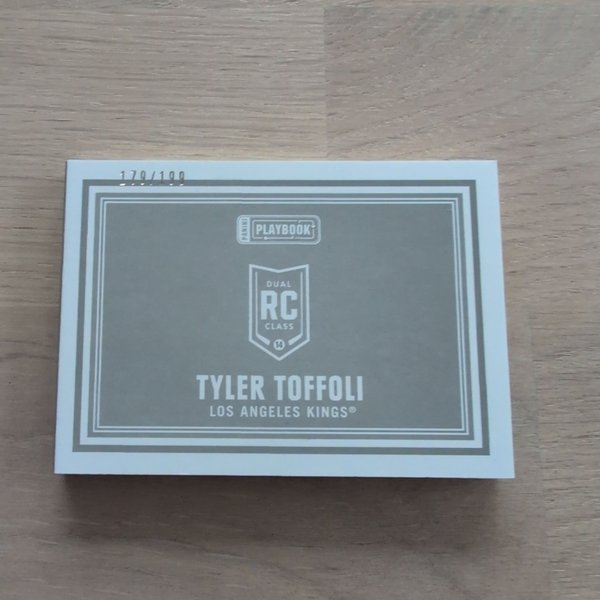 179/199
PANINI PLAYBOOK
DUAL
RC
CLASS
14
TYLER TOFFOLI
LOS ANGELES KINGS®